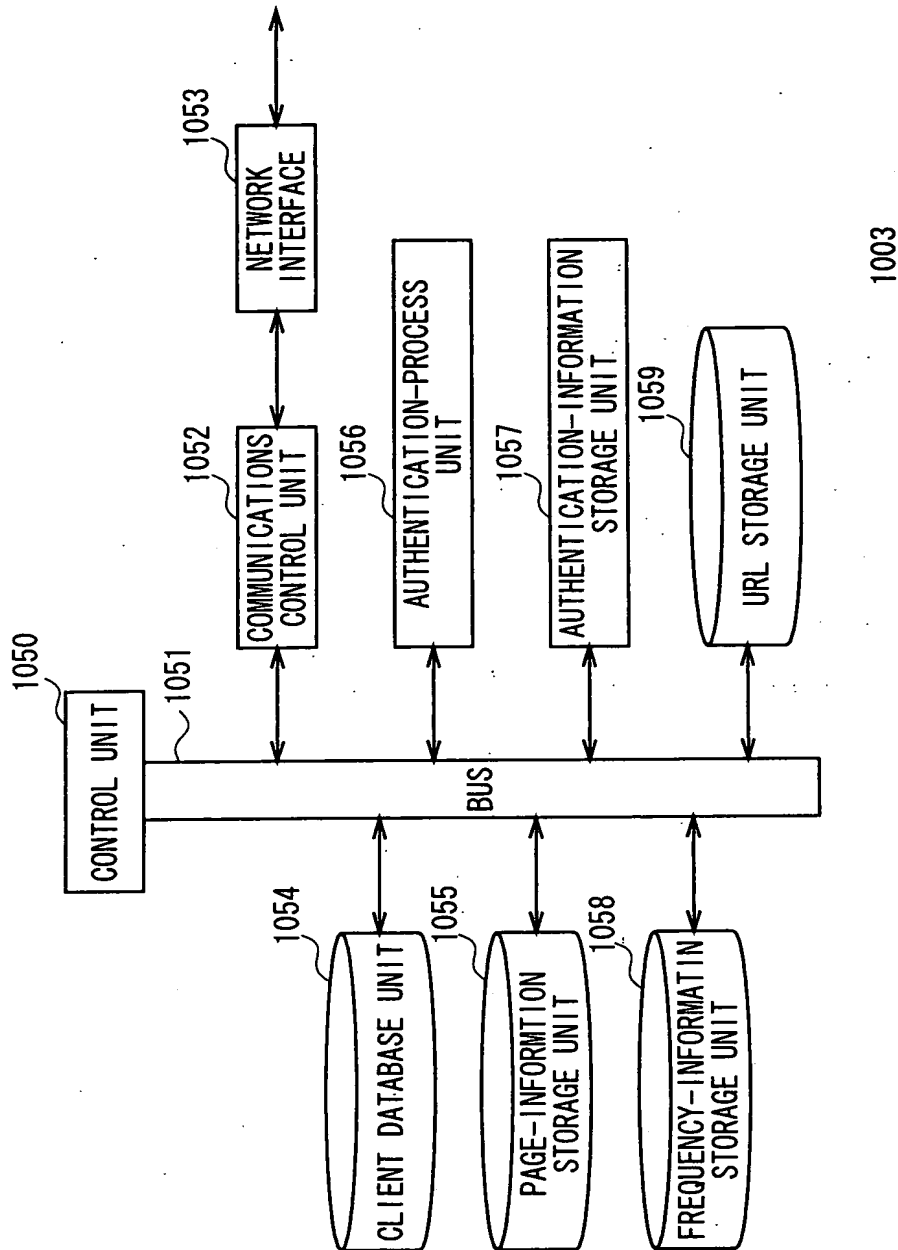 1050
CONTROL UNIT
1051
BUS
1052
COMMUNICATIONS
CONTROL UNIT
1053
NETWORK
INTERFACE
1054
CLIENT DATABASE UNIT
1056
AUTHENTICATION-PROCESS
UNIT
1055
PAGE-INFORMTION
STORAGE UNIT
1057
AUTHENTICATION-INFORMATION
STORAGE UNIT
1058
FREQUENCY-INFORMATIN
STORAGE UNIT
1059
URL STORAGE UNIT
1003